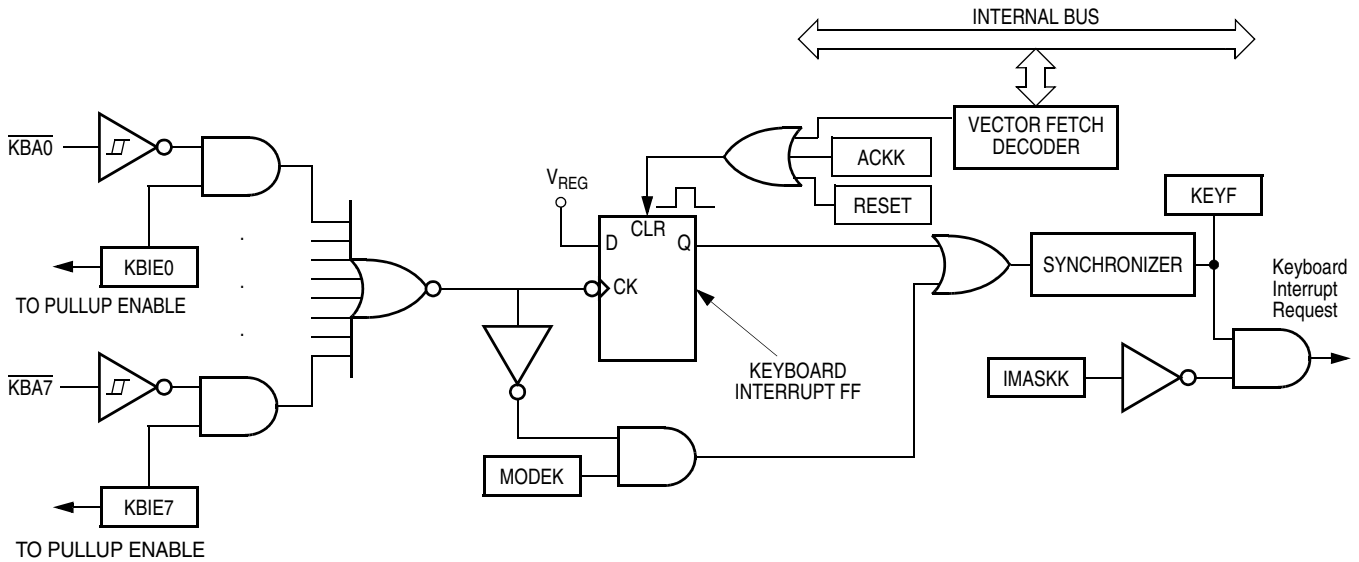 INTERNAL BUS
VECTOR FETCH
DECODER
KBA0
ACKK
VREG
RESET
KEYF
CLR
D
Q
KBIE0
SYNCHRONIZER
Keyboard
Interrupt
Request
CK
TO PULLUP ENABLE
KEYBOARD
INTERRUPT FF
KBA7
IMASKK
MODEK
KBIE7
TO PULLUP ENABLE